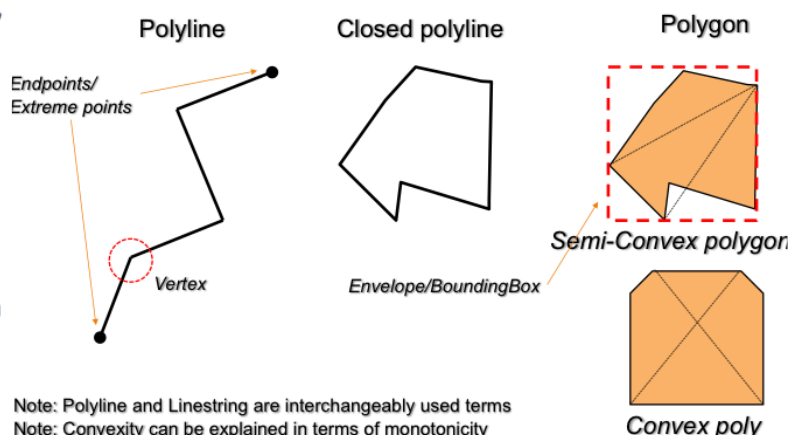 Polyline
Closed polyline
Polygon
Endpoints/
Extreme points
Vertex
Envelope/BoundingBox
Semi-Convex polygon
Convex poly
Note: Polyline and Linestring are interchangeably used terms
Note: Convexity can be explained in terms of monotonicity